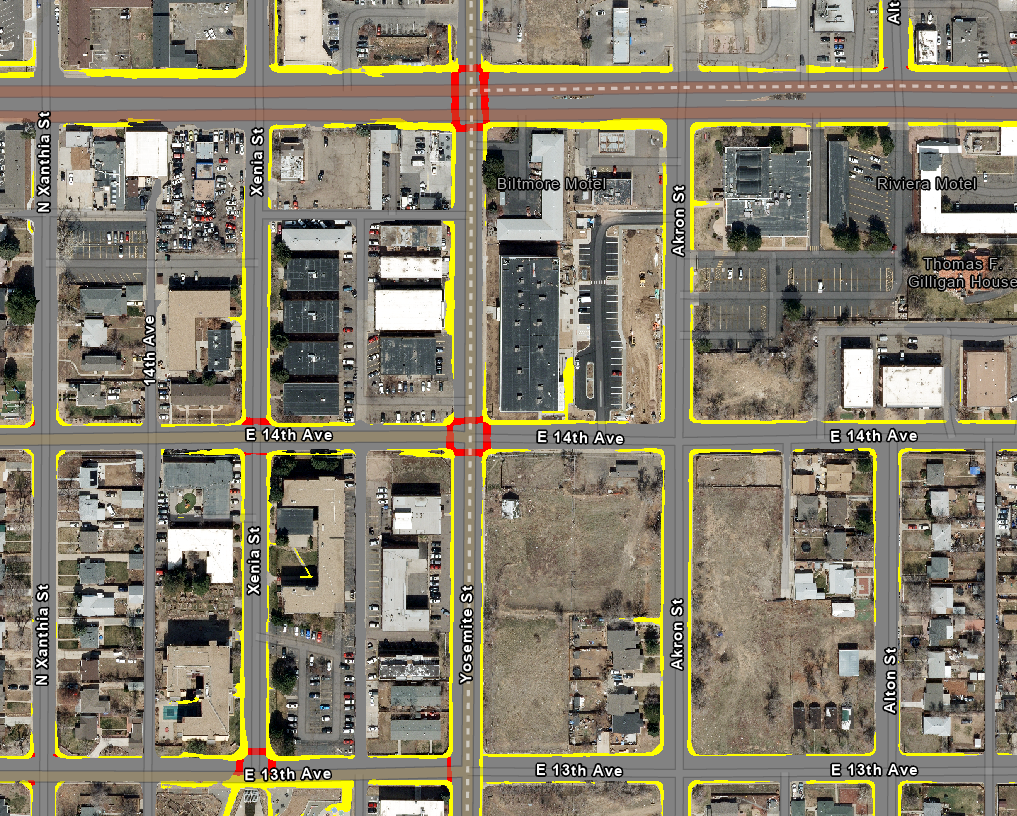 Alt
N Xanthia St
Xenia St
Biltmore Motel
Riviera Motel
Akron St
Thomas F.
Gilligan House
14th Ave
E 14th Ave
E 14th Ave
E 14th Ave
Xenia St
N Xanthia St
Yosemite St
Akron St
Alton St
E 13th Ave
E 13th Ave
E 13th Ave